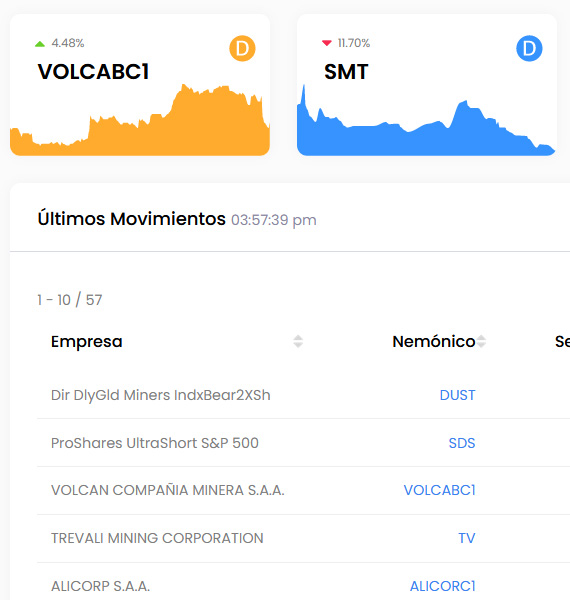 4.48%
D
VOLCABC1
11.70%
D
SMT
Últimos Movimientos 03:57:39 pm
1 - 10 / 57
Empresa Nemónico Se
Dir DlyGld Miners IndxBear2XSh DUST
ProShares UltraShort S&P 500 SDS
VOLCAN COMPAÑIA MINERA S.A.A. VOLCABC1
TREVALI MINING CORPORATION TV
ALICORP S.A.A. ALICORC1